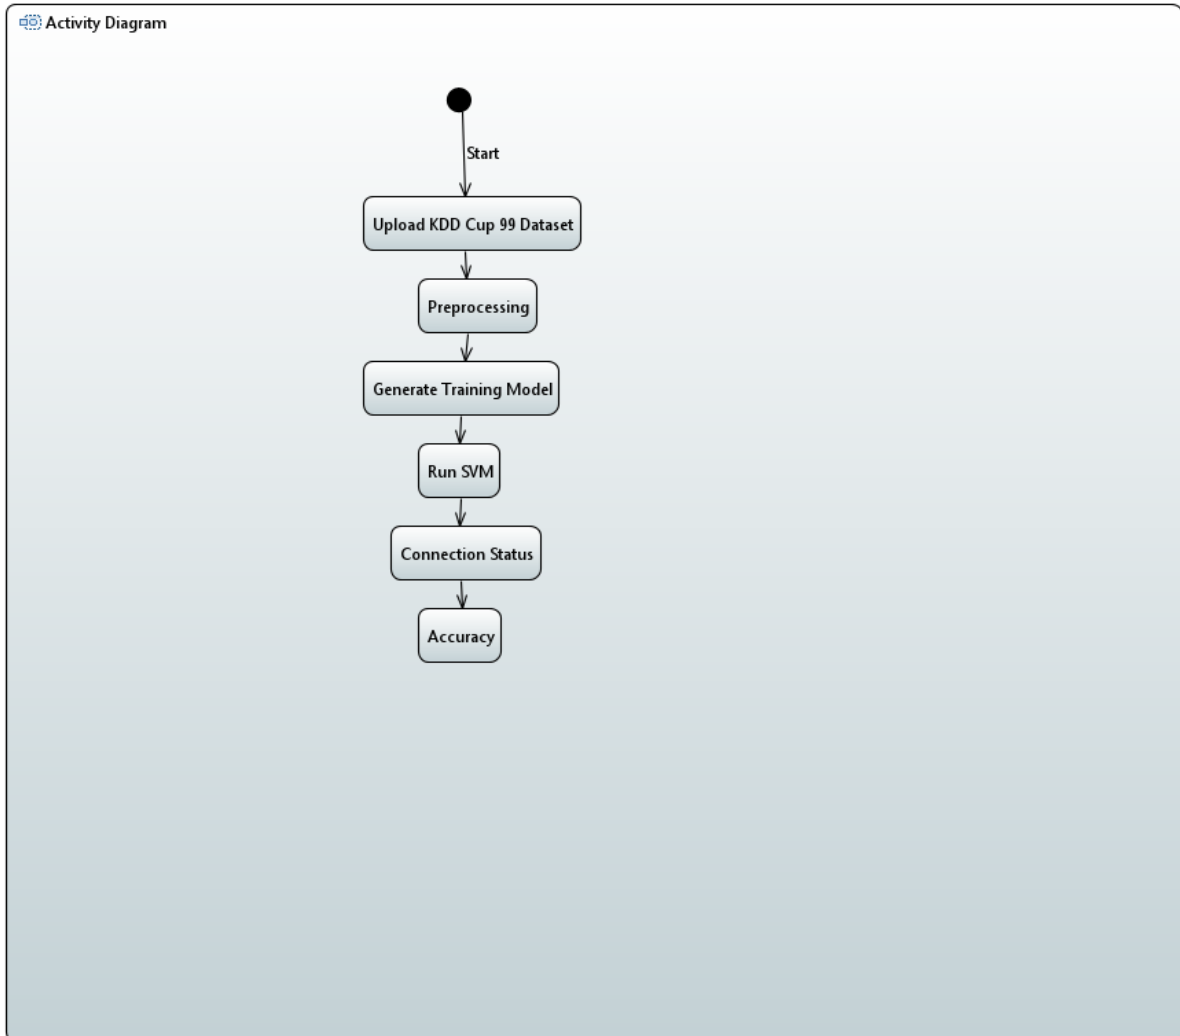 Activity Diagram
Start
Upload KDD Cup 99 Dataset
Preprocessing
Generate Training Model
Run SVM
Connection Status
Accuracy